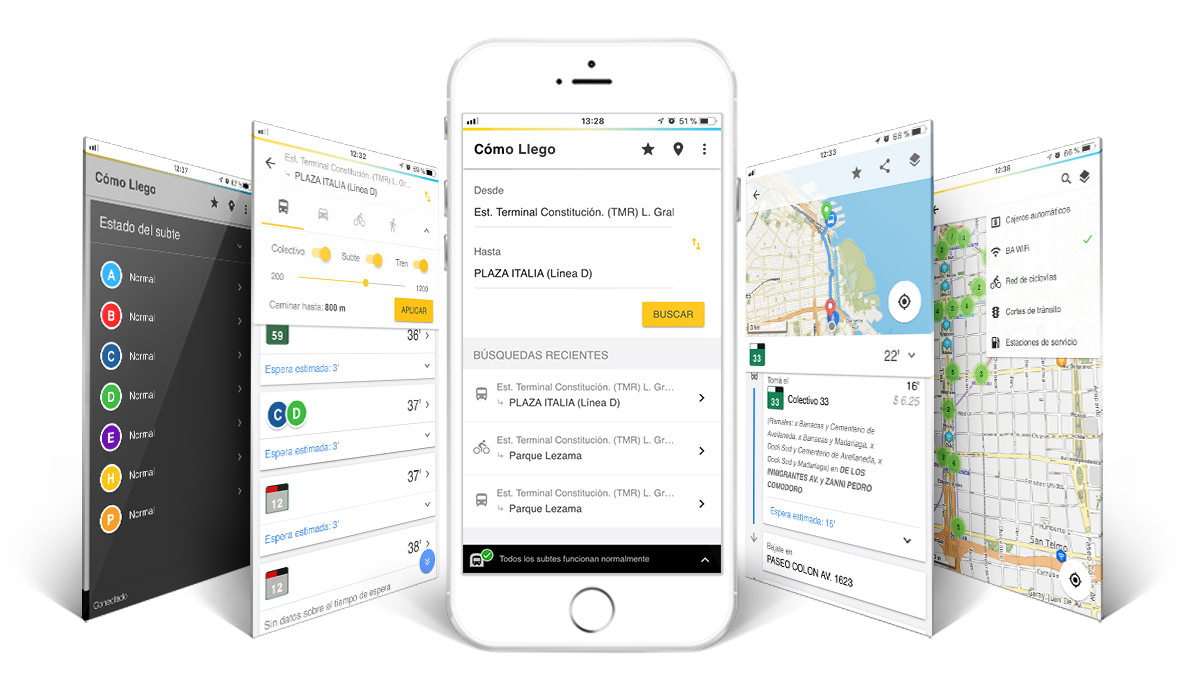 12:27
Cómo Llego
Estado del subte
A Normal
B Normal
C Normal
D Normal
E Normal
H Normal
P Normal
Conectado
12:32
69 %
Est. Terminal Constitución. (TMR) L. Gr...
PLAZA ITALIA (Línea D)
Colectivo
Subte
Tren
200
1200
Caminar hasta: 800 m
APLICAR
59
36'
Espera estimada: 3'
C D
37'
Espera estimada: 3'
12
37'
Espera estimada: 3'
12
38'
Sin datos sobre el tiempo de espera
13:28
51 %
Cómo Llego
Desde
Est. Terminal Constitución. (TMR) L. Gral
Hasta
PLAZA ITALIA (Línea D)
BUSCAR
BÚSQUEDAS RECIENTES
Est. Terminal Constitución. (TMR) L. Gr...
PLAZA ITALIA (Línea D)
Est. Terminal Constitución. (TMR) L. Gra...
Parque Lezama
Est. Terminal Constitución. (TMR) L. Gr...
Parque Lezama
Todos los subtes funcionan normalmente
12:33
68 %
3 km
33
22'
Tomá el
16'
33
Colectivo 33
$ 6.25
(Ramales: x Barracas y Cementerio de
Avellaneda, x Barracas y Madariaga, x
Dock Sud y Cementerio de Avellaneda, x
Dock Sud y Madariaga) en DE LOS
INMIGRANTES AV. y ZANNI PEDRO
COMODORO
Espera estimada: 15'
Bajate en
PASEO COLON AV. 1623
12:38
66 %
Cajeros automáticos
BA WiFi
Red de ciclovías
Cortes de tránsito
Estaciones de servicio
San Telmo